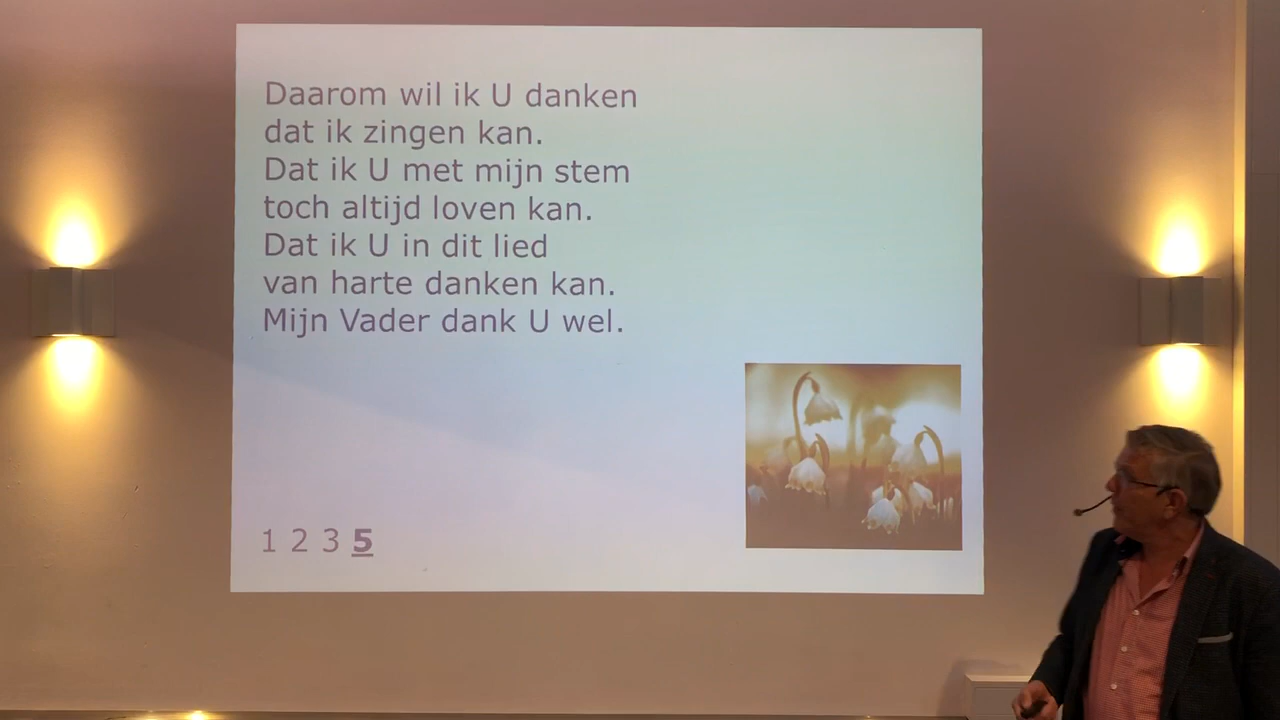 Daarom wil ik U danken
dat ik zingen kan.
Dat ik U met mijn stem
toch altijd loven kan.
Dat ik U in dit lied
van harte danken kan.
Mijn Vader dank U wel.
1 2 3 5